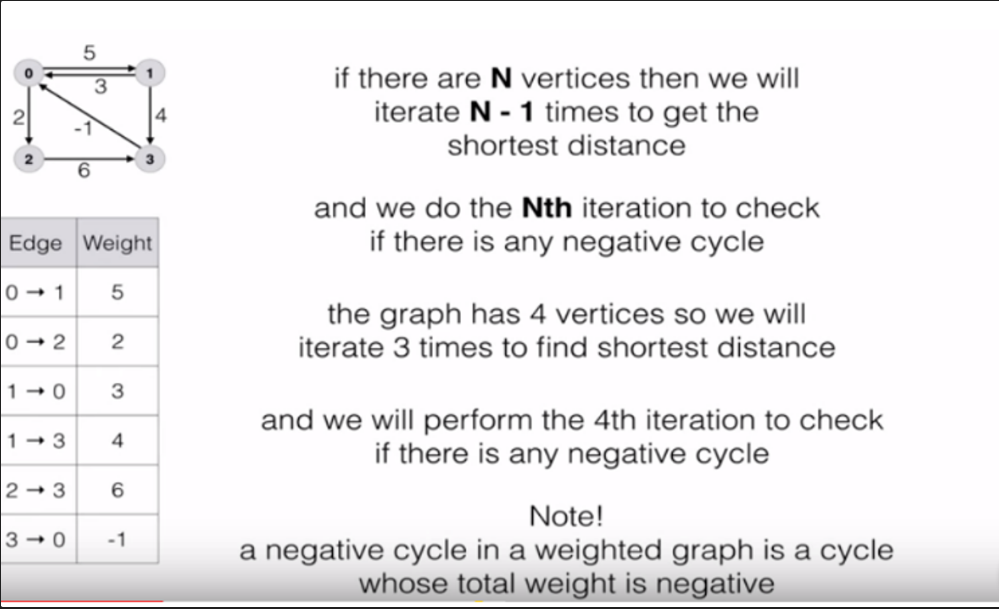 5
0
1
3
2
-1
4
2
3
6
Edge Weight
0 → 1 5
0 → 2 2
1 → 0 3
1 → 3 4
2 → 3 6
3 → 0 -1
if there are N vertices then we will
iterate N - 1 times to get the
shortest distance
and we do the Nth iteration to check
if there is any negative cycle
the graph has 4 vertices so we will
iterate 3 times to find shortest distance
and we will perform the 4th iteration to check
if there is any negative cycle
Note!
a negative cycle in a weighted graph is a cycle
whose total weight is negative